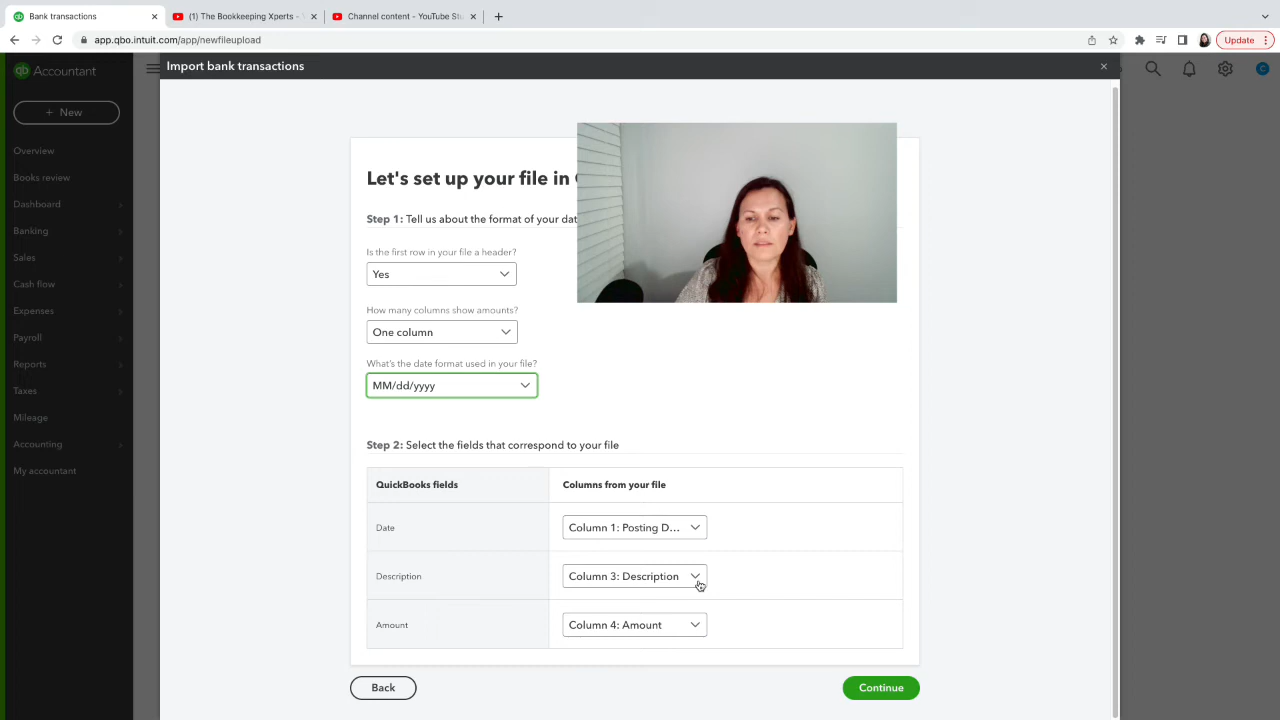 Bank transactions
(1) The Bookkeeping Xperts -
Channel content - YouTube Stu
app.qbo.intuit.com/app/newfileupload
Update
qb Accountant
Import bank transactions
C
+ New
Overview
Books review
Dashboard
Banking
Sales
Cash flow
Expenses
Payroll
Reports
Taxes
Mileage
Accounting
My accountant
Let's set up your file in
Step 1: Tell us about the format of your dat
Is the first row in your file a header?
Yes
How many columns show amounts?
One column
What's the date format used in your file?
MM/dd/yyyy
Step 2: Select the fields that correspond to your file
QuickBooks fields
Columns from your file
Date
Column 1: Posting D...
Description
Column 3: Description
Amount
Column 4: Amount
Back
Continue